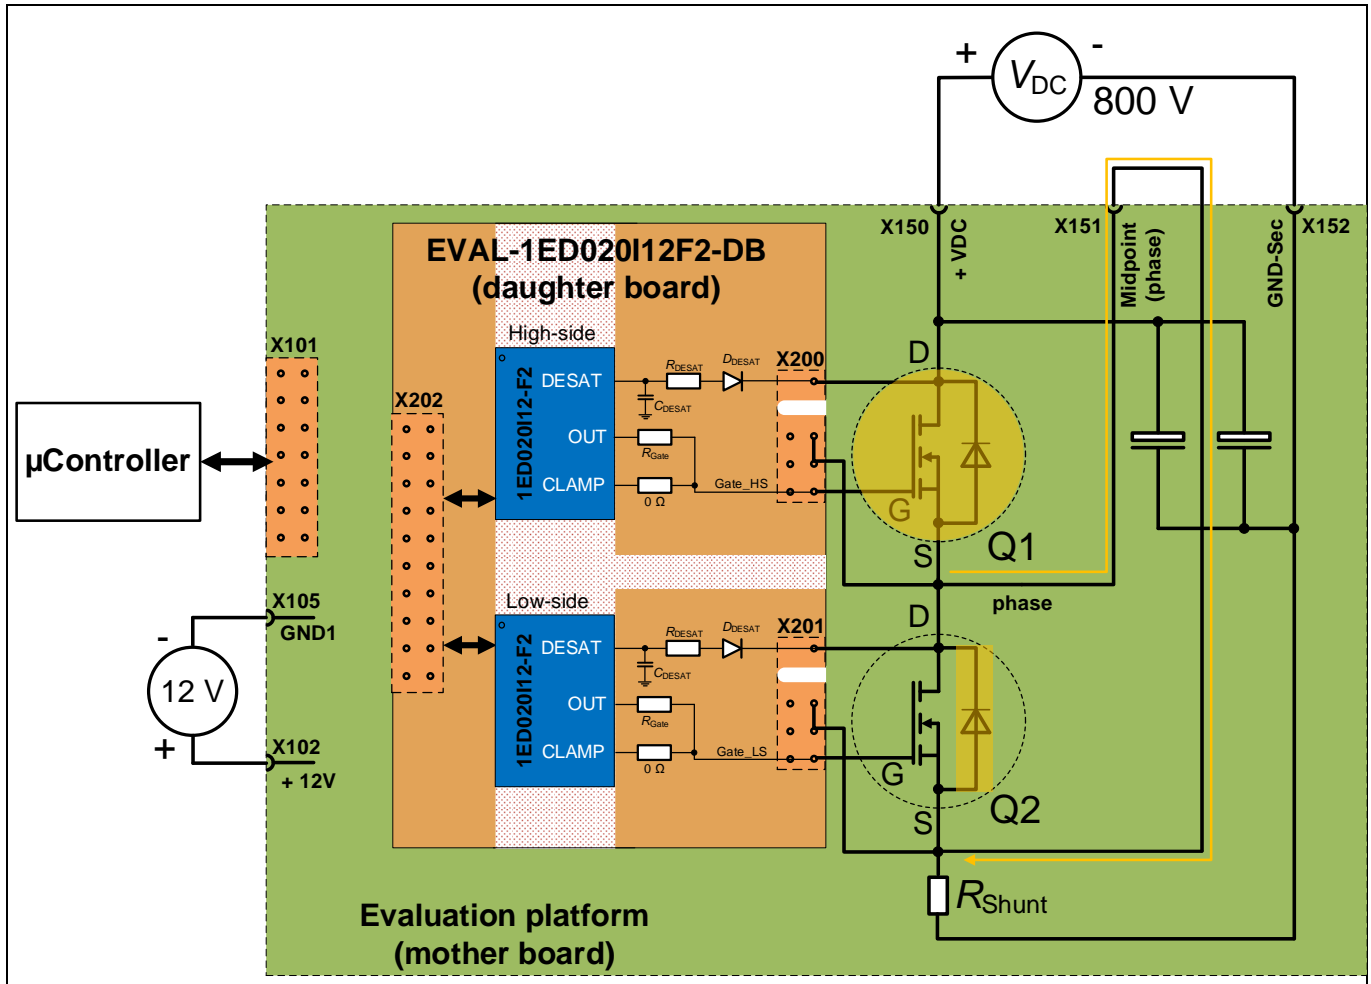 +
-
VDC
800 V
X150
+ VDC
X151
Midpoint
(phase)
GND-Sec
X152
EVAL-1ED020I12F2-DB
(daughter board)
High-side
X101
X202
µController
1ED020I12-F2
DESAT
OUT
CLAMP
RDESAT
DDESAT
CDESAT
RGate
0 Ω
Gate_HS
X200
D
G
S
Q1
phase
Low-side
1ED020I12-F2
DESAT
OUT
CLAMP
RDESAT
DDESAT
CDESAT
RGate
0 Ω
Gate_LS
X201
D
G
S
Q2
RShunt
X105
GND1
-
12 V
+
X102
+ 12V
Evaluation platform
(mother board)